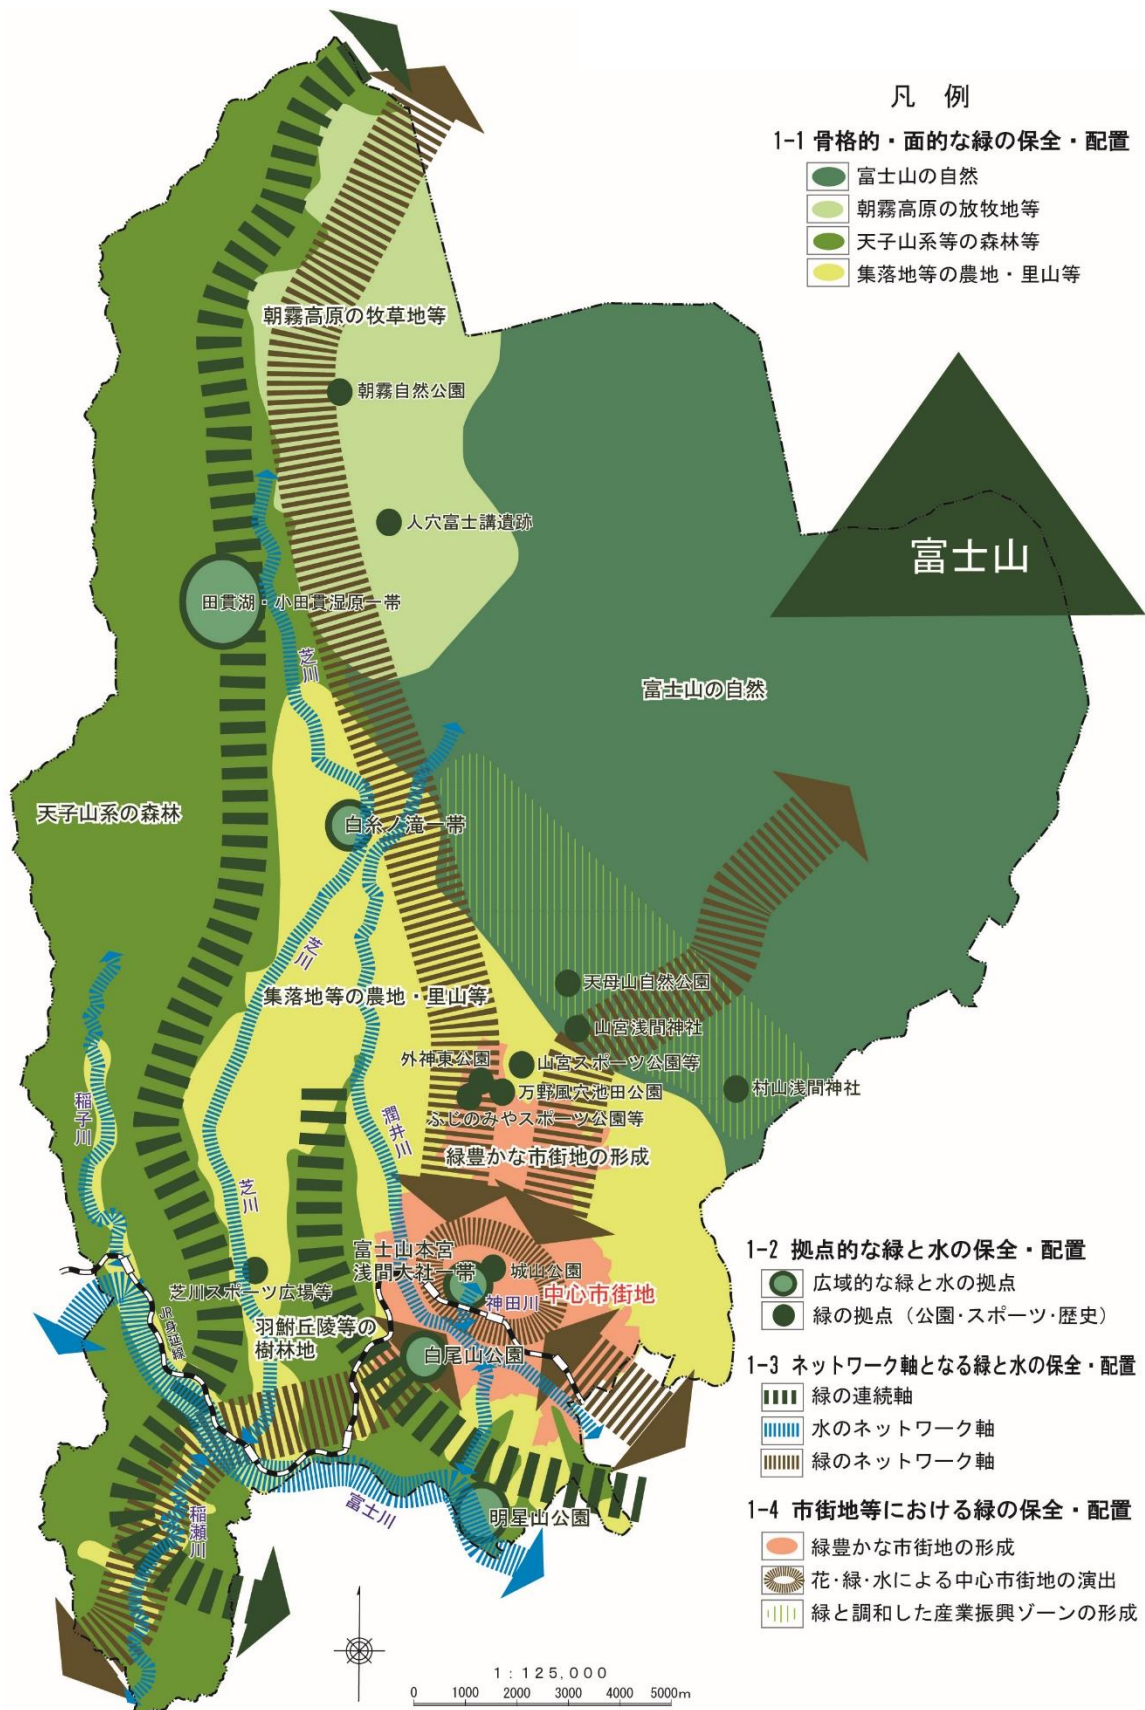 凡 例
1-1 骨格的・面的な緑の保全・配置
富士山の自然
朝霧高原の放牧地等
天子山系等の森林等
集落地等の農地・里山等
朝霧高原の牧草地等
朝霧自然公園
人穴富士講遺跡
富士山
田貫湖・小田貫湿原一帯
芝川
富士山の自然
天子山系の森林
白糸ノ滝一帯
芝川
天母山自然公園
集落地等の農地・里山等
山宮浅間神社
外神東公園
山宮スポーツ公園等
万野風穴池田公園
村山浅間神社
ふじのみやスポーツ公園等
稲子川
潤井川
緑豊かな市街地の形成
芝川
富士山本宮
浅間大社一帯
城山公園
芝川スポーツ広場等
中心市街地
神田川
JR身延線
羽鮒丘陵等の
樹林地
白尾山公園
稲瀬川
富士川
明星山公園
1-2 拠点的な緑と水の保全・配置
広域的な緑と水の拠点
緑の拠点（公園・スポーツ・歴史）
1-3 ネットワーク軸となる緑と水の保全・配置
緑の連続軸
水のネットワーク軸
緑のネットワーク軸
1-4 市街地等における緑の保全・配置
緑豊かな市街地の形成
花・緑・水による中心市街地の演出
緑と調和した産業振興ゾーンの形成
1：125,000
0 1000 2000 3000 4000 5000m